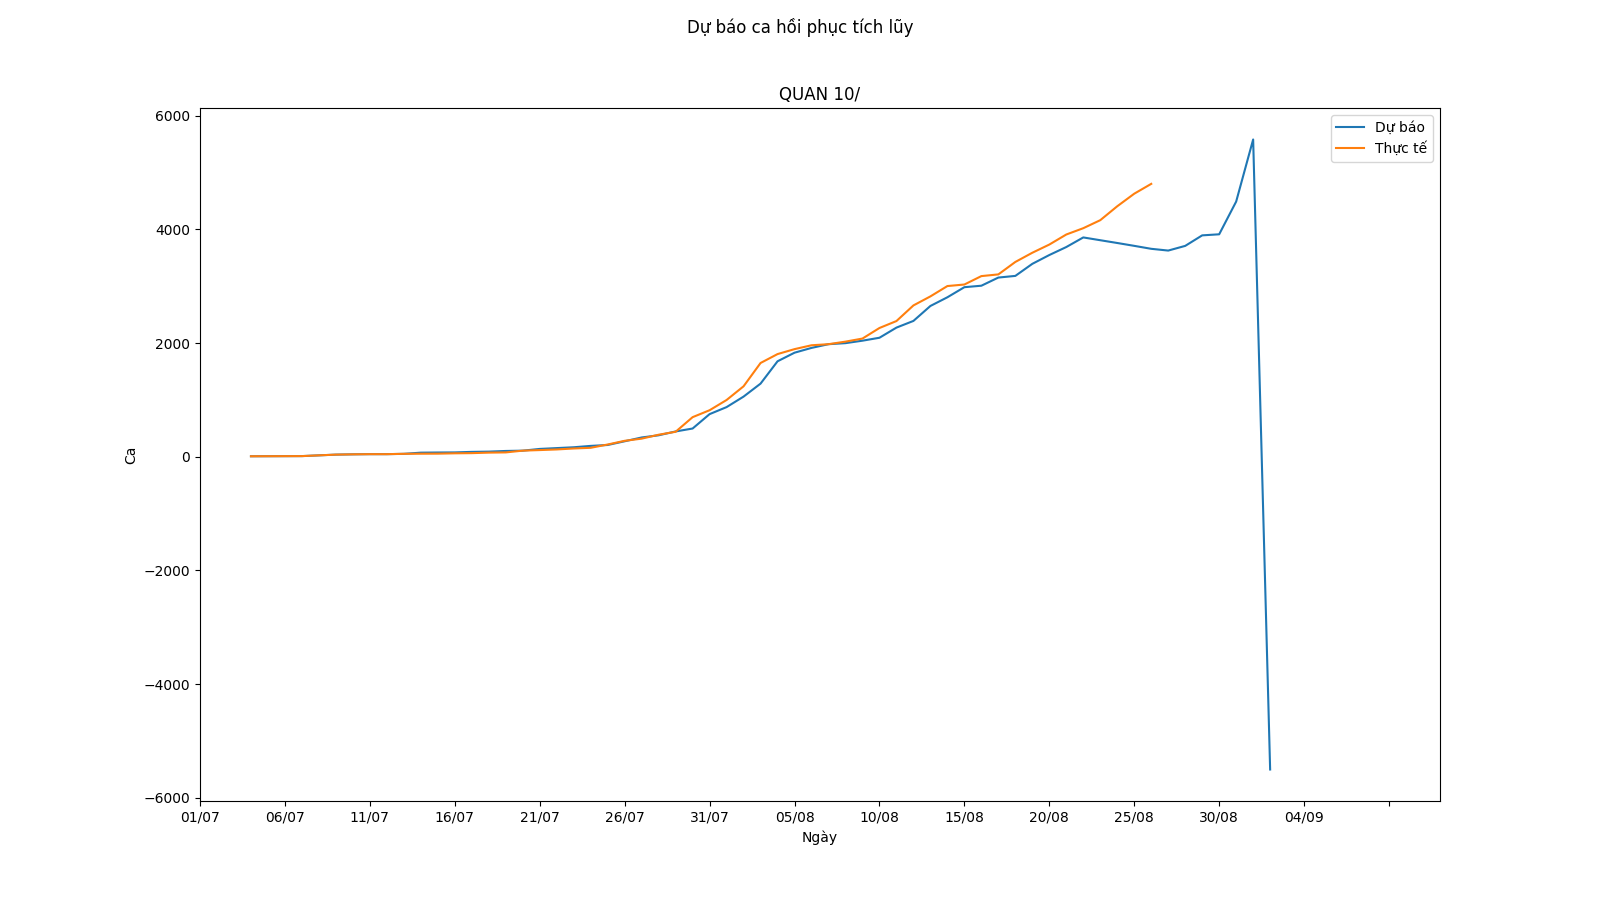 Dự báo ca hồi phục tích lũy
QUAN 10/
Dự báo
Thực tế
6000
4000
2000
0
−2000
−4000
−6000
Ca
01/07 06/07 11/07 16/07 21/07 26/07 31/07 05/08 10/08 15/08 20/08 25/08 30/08 04/09
Ngày